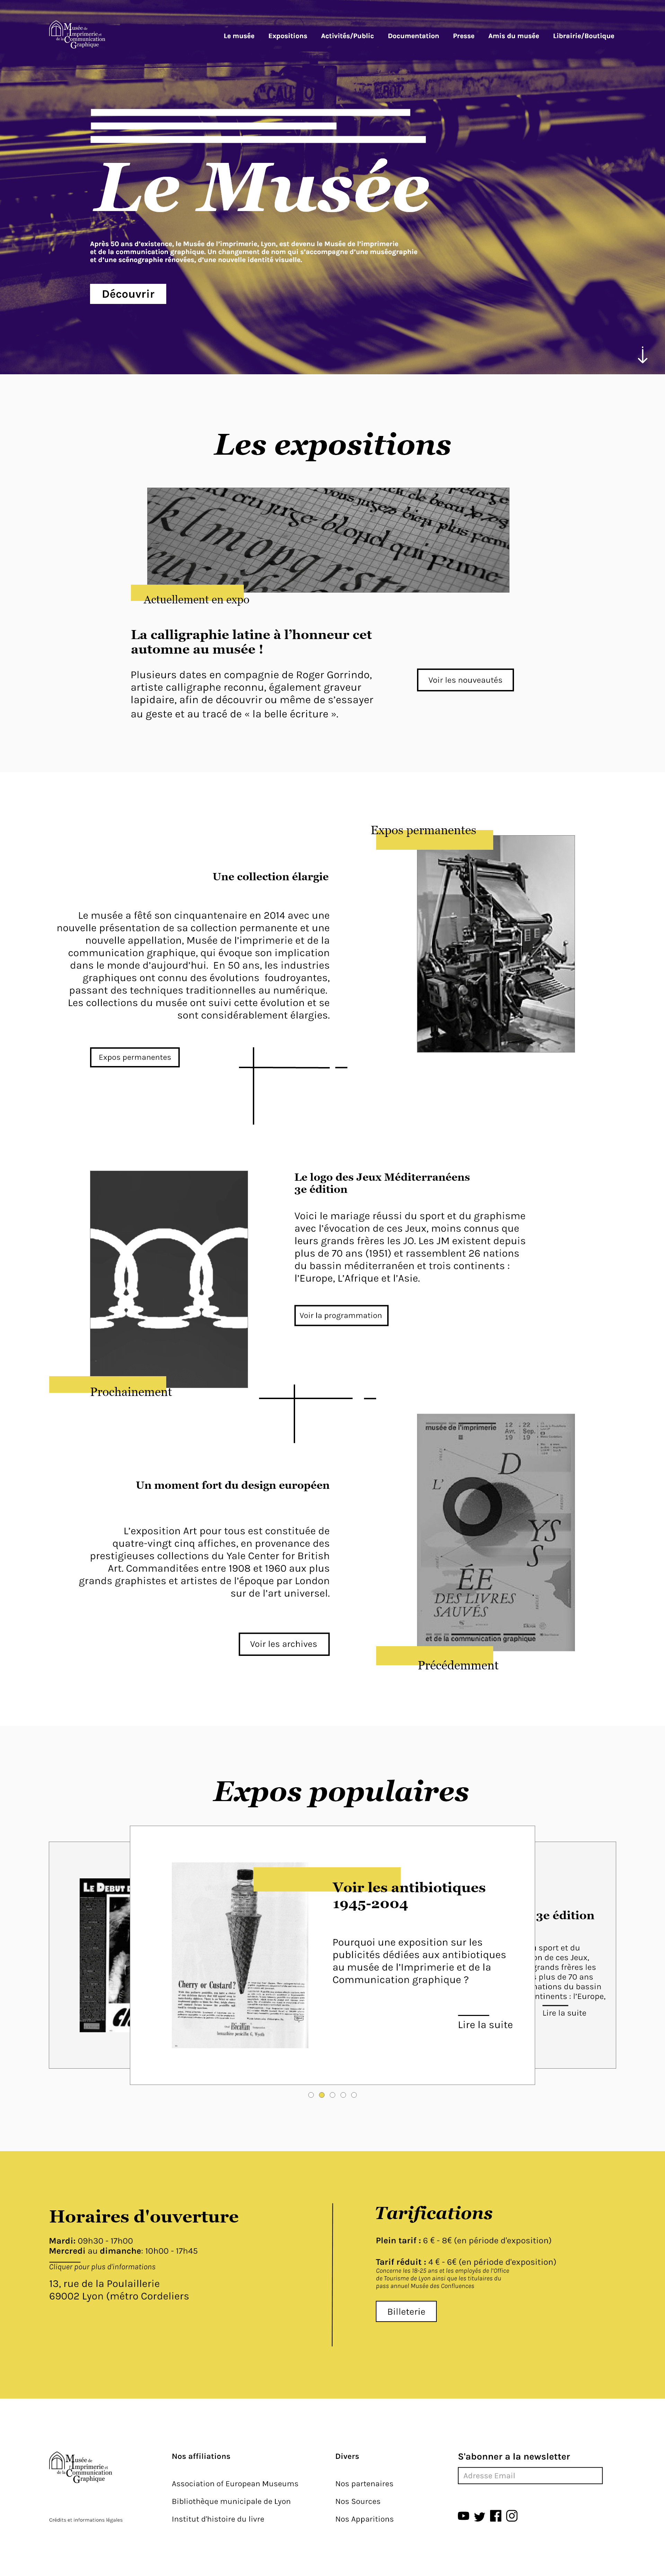 Musée de
l'Imprimerie et
de la Communication
Graphique
Le musée Expositions Activités/Public Documentation Presse Amis du musée Librairie/Boutique
Le Musée
Après 50 ans d'existence, le Musée de l'imprimerie, Lyon, est devenu le Musée de l'imprimerie
et de la communication graphique. Un changement de nom qui s'accompagne d'une muséographie
et d'une scénographie rénovées, d'une nouvelle identité visuelle.
Découvrir
Les expositions
klmopqrst
Actuellement en expo
La calligraphie latine à l'honneur cet
automne au musée !
Plusieurs dates en compagnie de Roger Gorrindo,
artiste calligraphe reconnu, également graveur
lapidaire, afin de découvrir ou même de s'essayer
au geste et au tracé de « la belle écriture ».
Voir les nouveautés
Expos permanentes
Une collection élargie
Le musée a fêté son cinquantenaire en 2014 avec une
nouvelle présentation de sa collection permanente et une
nouvelle appellation, Musée de l'imprimerie et de la
communication graphique, qui évoque son implication
dans le monde d'aujourd'hui. En 50 ans, les industries
graphiques ont connu des évolutions foudroyantes,
passant des techniques traditionnelles au numérique.
Les collections du musée ont suivi cette évolution et se
sont considérablement élargies.
Expos permanentes
Le logo des Jeux Méditerranéens
3e édition
Voici le mariage réussi du sport et du graphisme
avec l'évocation de ces Jeux, moins connus que
leurs grands frères les JO. Les JM existent depuis
plus de 70 ans (1951) et rassemblent 26 nations
du bassin méditerranéen et trois continents :
l'Europe, L'Afrique et l'Asie.
Voir la programmation
Prochainement
musée de l'imprimerie
12 Avr. 19
22 Sep. 19
L'
O
D
YS
S
ÉE
DES LIVRES
SAUVÉS
et de la communication graphique
Précédemment
Un moment fort du design européen
L'exposition Art pour tous est constituée de
quatre-vingt cinq affiches, en provenance des
prestigieuses collections du Yale Center for British
Art. Commanditées entre 1908 et 1960 aux plus
grands graphistes et artistes de l'époque par London
sur de l'art universel.
Voir les archives
Expos populaires
LE DEBUT D
Cherry or Custard?
Voir les antibiotiques
1945-2004
Pourquoi une exposition sur les
publicités dédiées aux antibiotiques
au musée de l'Imprimerie et de la
Communication graphique ?
Lire la suite
3e édition
sport et du
on de ces Jeux,
grands frères les
plus de 70 ans
nations du bassin
ntinents : l'Europe,
Lire la suite
Horaires d'ouverture
Mardi: 09h30 - 17h00
Mercredi au dimanche: 10h00 - 17h45
Cliquer pour plus d'informations
13, rue de la Poulaillerie
69002 Lyon (métro Cordeliers
Tarifications
Plein tarif : 6 € - 8€ (en période d'exposition)
Tarif réduit : 4 € - 6€ (en période d'exposition)
Concerne les 18-25 ans et les employés de l'Office
de Tourisme de Lyon ainsi que les titulaires du
pass annuel Musée des Confluences
Billeterie
Musée de
l'Imprimerie et
de la Communication
Graphique
Crédits et informations légales
Nos affiliations
Association of European Museums
Bibliothèque municipale de Lyon
Institut d'histoire du livre
Divers
Nos partenaires
Nos Sources
Nos Apparitions
S'abonner a la newsletter
Adresse Email